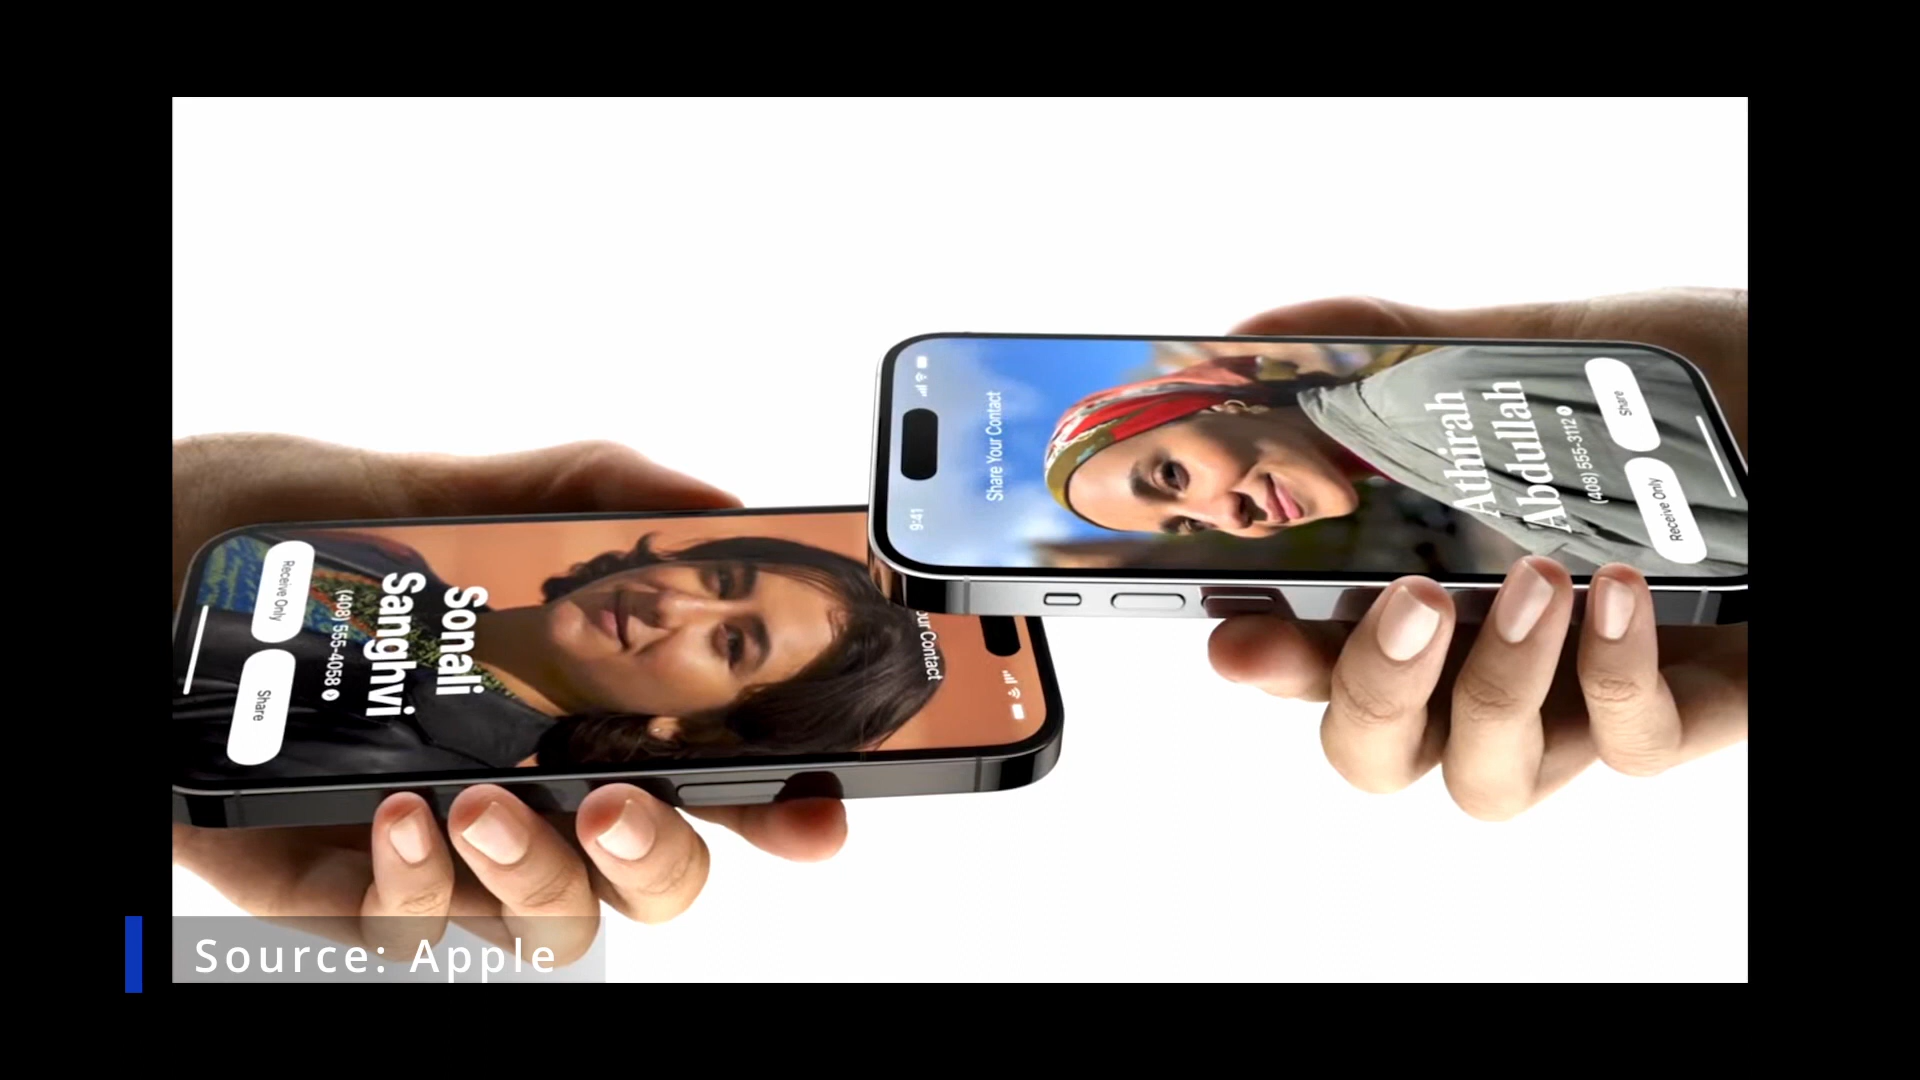 9:41
Share Your Contact
Athirah
Abdullah
(408) 555-3112
Receive Only
Share
our Contact
Sonali
Sanghvi
(408) 555-4058
Receive Only
Share
Source: Apple